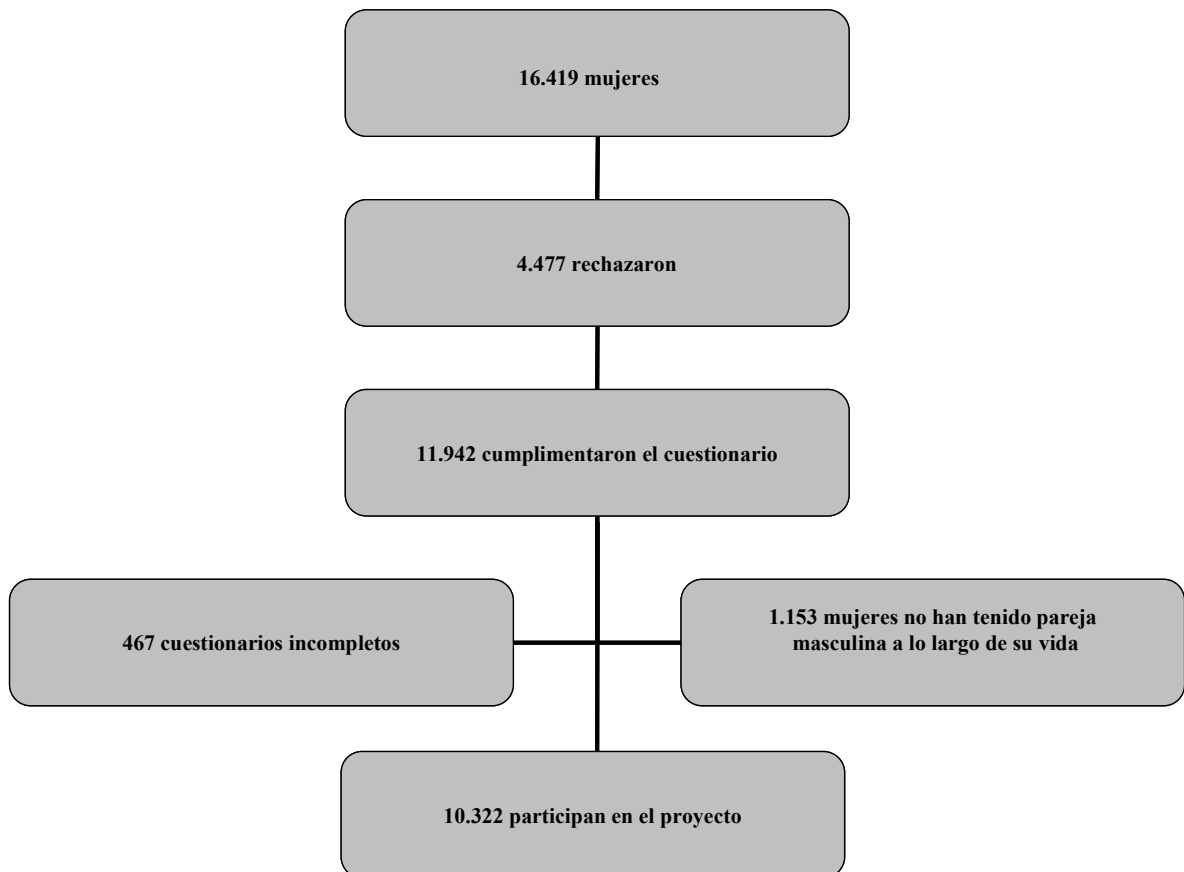 16.419 mujeres
4.477 rechazaron
11.942 cumplimentaron el cuestionario
467 cuestionarios incompletos
1.153 mujeres no han tenido pareja
masculina a lo largo de su vida
10.322 participan en el proyecto